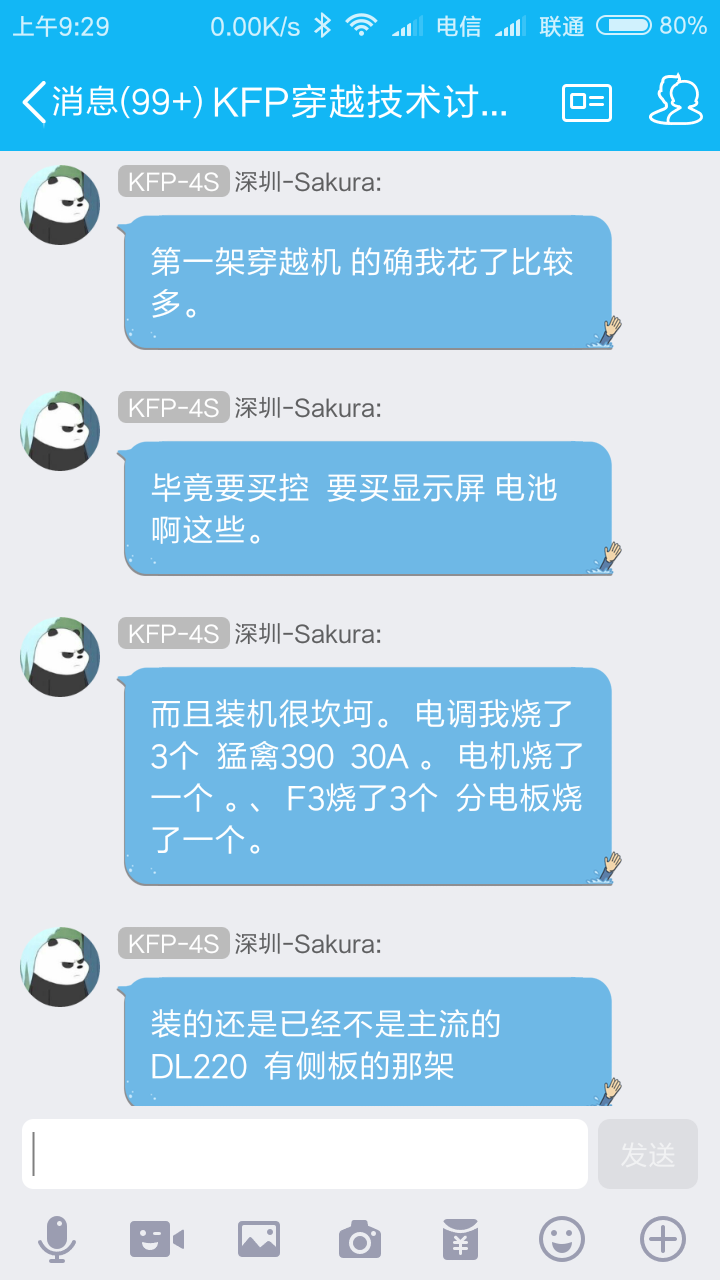 上午9:29 0.00K/s 电信 联通 80%
消息(99+) KFP穿越技术讨...
KFP-4S 深圳-Sakura:
第一架穿越机 的确我花了比较
多。
KFP-4S 深圳-Sakura:
毕竟要买控 要买显示屏 电池
啊这些。
KFP-4S 深圳-Sakura:
而且装机很坎坷。 电调我烧了
3个 猛禽390 30A 。 电机烧了
一个 。、 F3烧了3个 分电板烧
了一个。
KFP-4S 深圳-Sakura:
装的还是已经不是主流的
DL220 有侧板的那架
发送